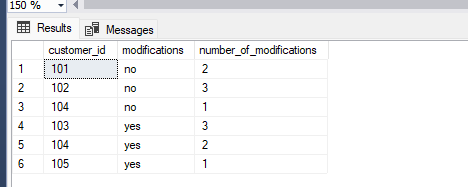 150 %
Results Messages
customer_id modifications number_of_modifications
1 101 no 2
2 102 no 3
3 104 no 1
4 103 yes 3
5 104 yes 2
6 105 yes 1